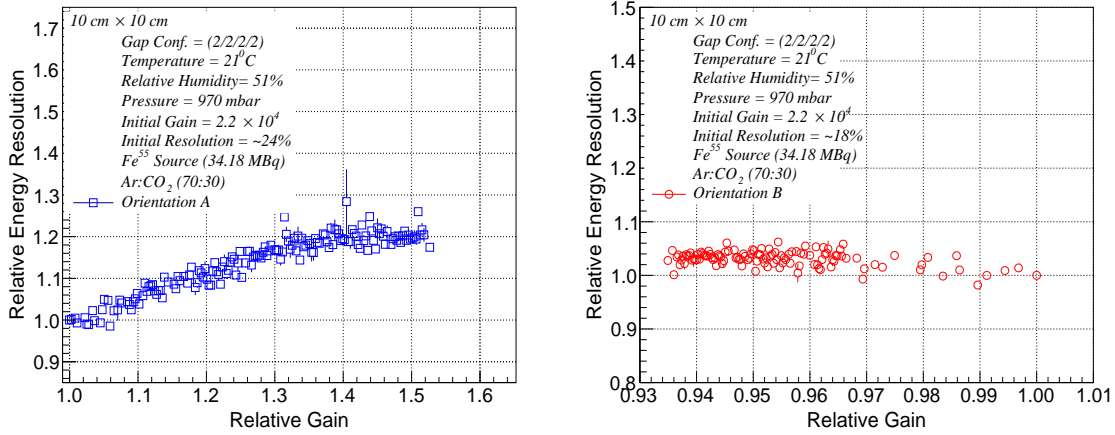 10 cm × 10 cm
Gap Conf. = (2/2/2/2)
Temperature = 21⁰C
Relative Humidity= 51%
Pressure = 970 mbar
Initial Gain = 2.2 × 10⁴
Initial Resolution = ~24%
Fe⁵⁵ Source (34.18 MBq)
Ar:CO₂ (70:30)
Orientation A
Relative Energy Resolution
1.7
1.6
1.5
1.4
1.3
1.2
1.1
1.0
0.9
1.0 1.1 1.2 1.3 1.4 1.5 1.6
Relative Gain
10 cm × 10 cm
Gap Conf. = (2/2/2/2)
Temperature = 21⁰C
Relative Humidity= 51%
Pressure = 970 mbar
Initial Gain = 2.2 × 10⁴
Initial Resolution = ~18%
Fe⁵⁵ Source (34.18 MBq)
Ar:CO₂ (70:30)
Orientation B
Relative Energy Resolution
1.5
1.4
1.3
1.2
1.1
1.0
0.9
0.8
0.93 0.94 0.95 0.96 0.97 0.98 0.99 1.00 1.01
Relative Gain